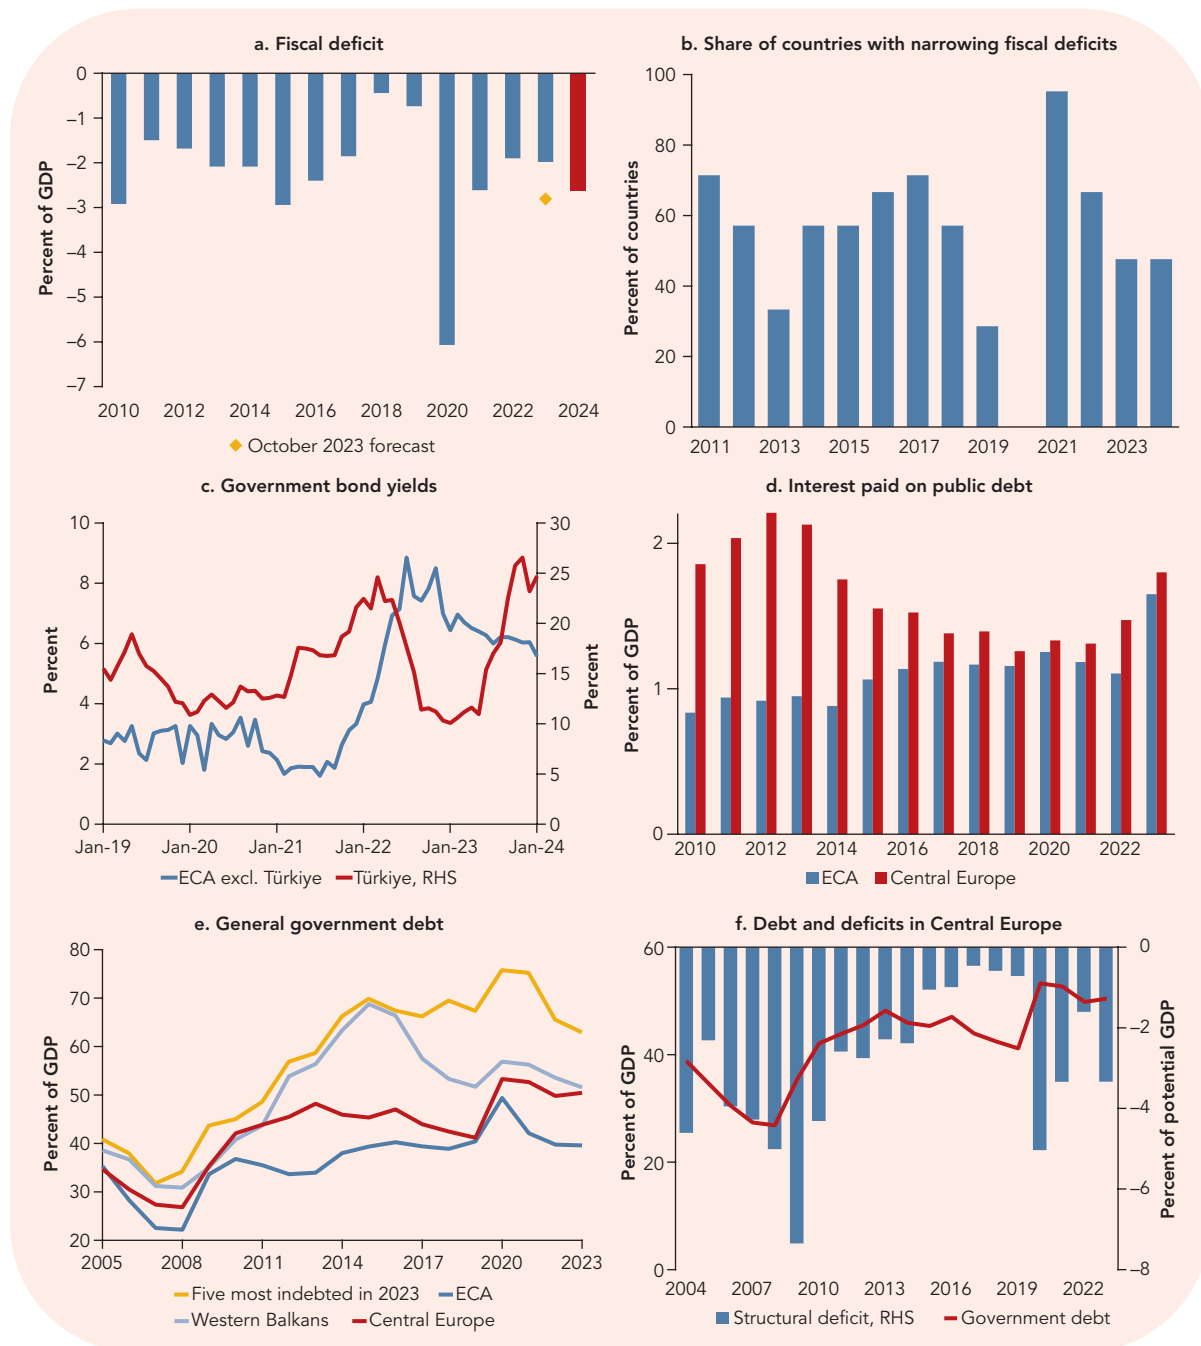 a. Fiscal deficit
Percent of GDP
0
–1
–2
–3
–4
–5
–6
–7
2010 2012 2014 2016 2018 2020 2022 2024
October 2023 forecast
b. Share of countries with narrowing fiscal deficits
Percent of countries
100
80
60
40
20
0
2011 2013 2015 2017 2019 2021 2023
c. Government bond yields
Percent
10
8
6
4
2
0
30
25
20
15
10
5
0
Percent
Jan-19 Jan-20 Jan-21 Jan-22 Jan-23 Jan-24
ECA excl. Türkiye Türkiye, RHS
d. Interest paid on public debt
Percent of GDP
2
1
0
2010 2012 2014 2016 2018 2020 2022
ECA Central Europe
e. General government debt
Percent of GDP
80
70
60
50
40
30
20
2005 2008 2011 2014 2017 2020 2023
Five most indebted in 2023 ECA
Western Balkans Central Europe
f. Debt and deficits in Central Europe
Percent of GDP
60
40
20
0
0
–2
–4
–6
–8
Percent of potential GDP
2004 2007 2010 2013 2016 2019 2022
Structural deficit, RHS Government debt